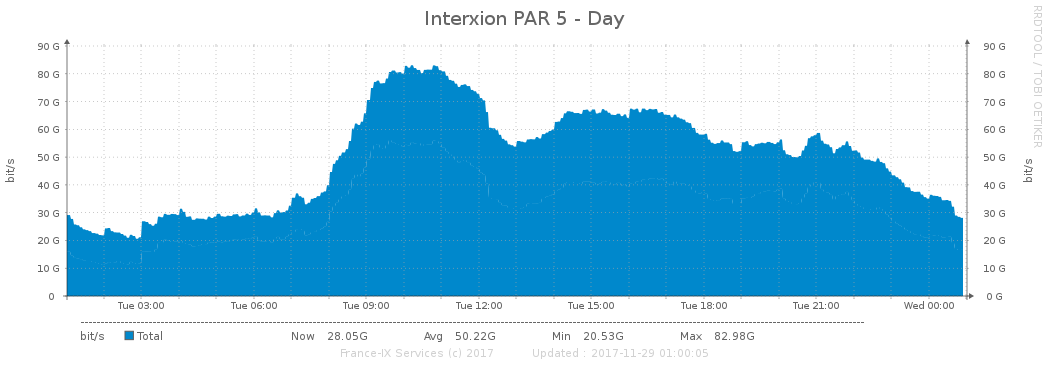 Interxion PAR 5 - Day
RRDTOOL / TOBI OETIKER
90 G 90 G
80 G 80 G
70 G 70 G
60 G 60 G
50 G 50 G
40 G 40 G
30 G 30 G
20 G 20 G
10 G 10 G
0 0 G
bit/s bit/s
Tue 03:00 Tue 06:00 Tue 09:00 Tue 12:00 Tue 15:00 Tue 18:00 Tue 21:00 Wed 00:00
bit/s Total Now 28.05G Avg 50.22G Min 20.53G Max 82.98G
France-IX Services (c) 2017 Updated : 2017-11-29 01:00:05